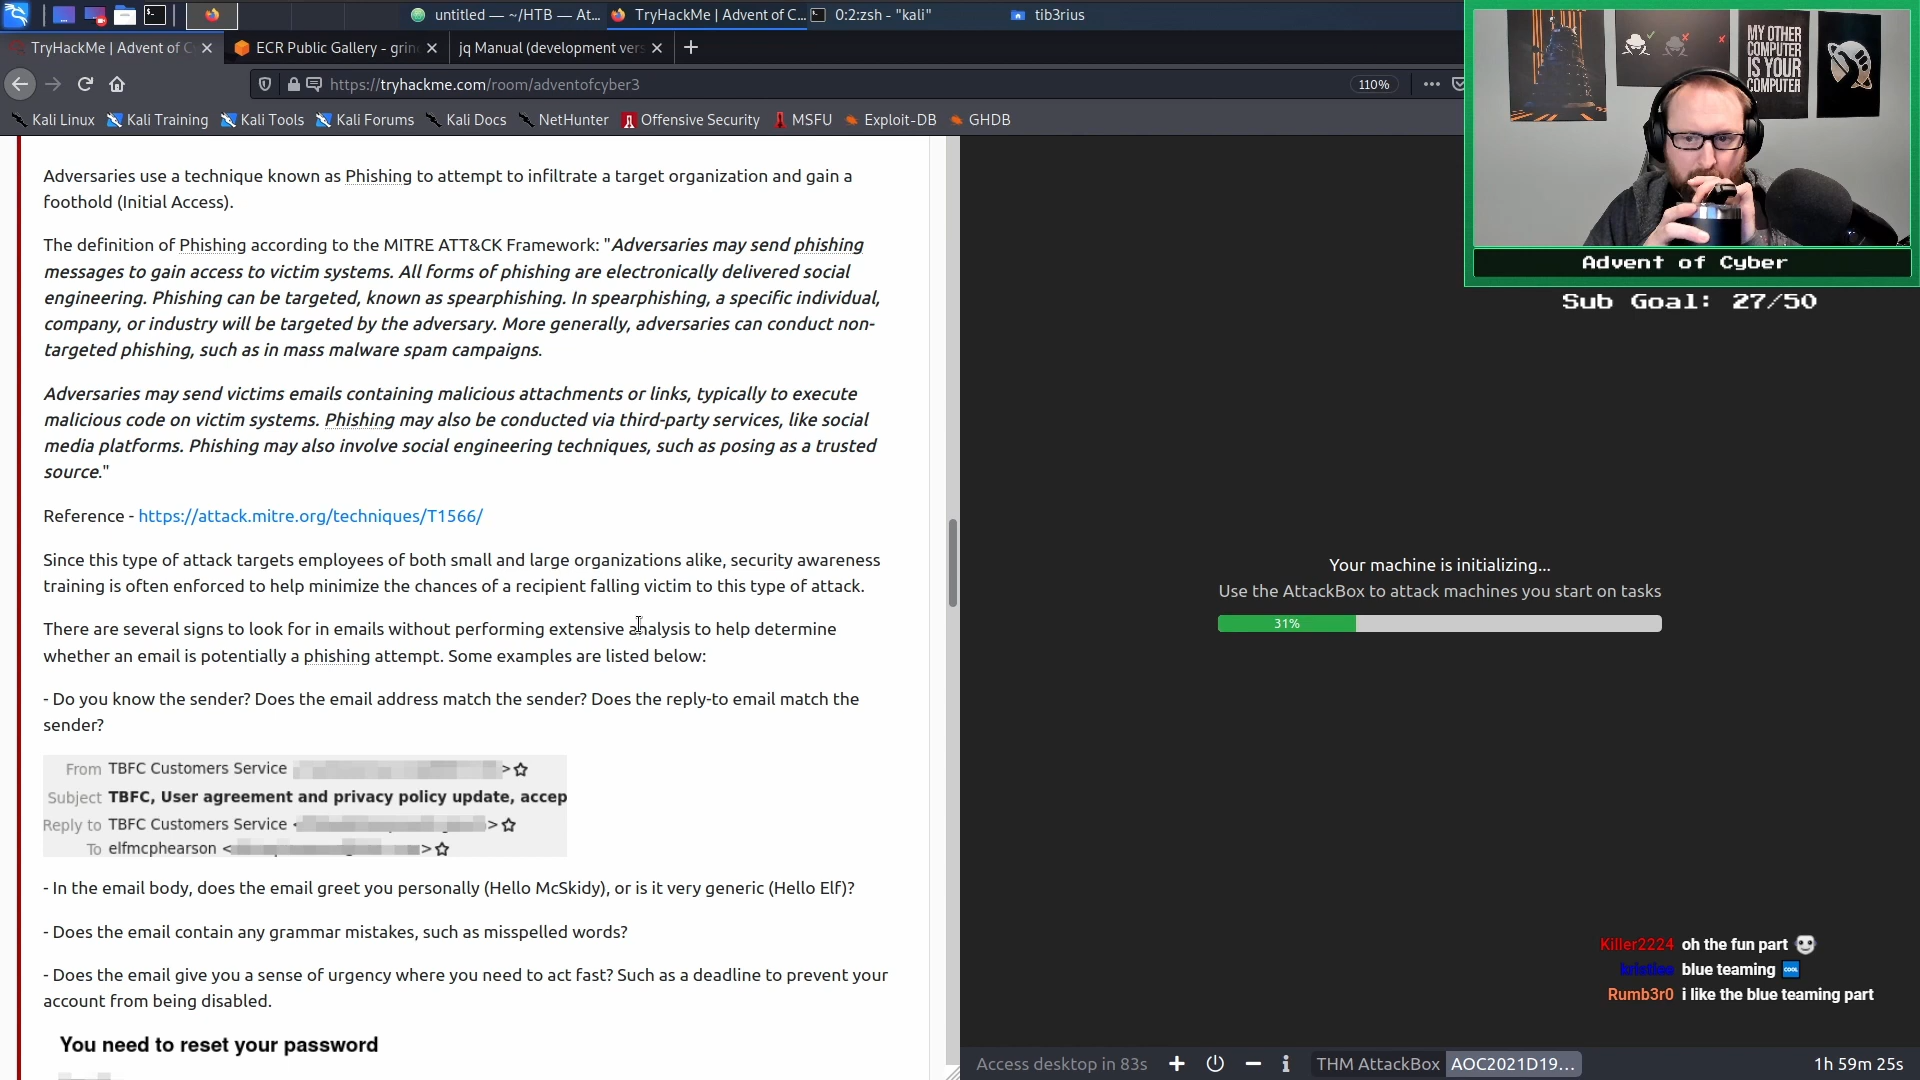 untitled — ~/HTB — At...
TryHackMe | Advent of C...
0:2:zsh - "kali"
tib3rius
TryHackMe | Advent of C
ECR Public Gallery - grin
jq Manual (development vers
https://tryhackme.com/room/adventofcyber3
110%
Kali Linux
Kali Training
Kali Tools
Kali Forums
Kali Docs
NetHunter
Offensive Security
MSFU
Exploit-DB
GHDB
Adversaries use a technique known as Phishing to attempt to infiltrate a target organization and gain a
foothold (Initial Access).
The definition of Phishing according to the MITRE ATT&CK Framework: "Adversaries may send phishing
messages to gain access to victim systems. All forms of phishing are electronically delivered social
engineering. Phishing can be targeted, known as spearphishing. In spearphishing, a specific individual,
company, or industry will be targeted by the adversary. More generally, adversaries can conduct non-
targeted phishing, such as in mass malware spam campaigns.
Adversaries may send victims emails containing malicious attachments or links, typically to execute
malicious code on victim systems. Phishing may also be conducted via third-party services, like social
media platforms. Phishing may also involve social engineering techniques, such as posing as a trusted
source."
Reference - https://attack.mitre.org/techniques/T1566/
Since this type of attack targets employees of both small and large organizations alike, security awareness
training is often enforced to help minimize the chances of a recipient falling victim to this type of attack.
There are several signs to look for in emails without performing extensive analysis to help determine
whether an email is potentially a phishing attempt. Some examples are listed below:
- Do you know the sender? Does the email address match the sender? Does the reply-to email match the
sender?
From TBFC Customers Service >
Subject TBFC, User agreement and privacy policy update, accep
Reply to TBFC Customers Service < >
To elfmcphearson < >
- In the email body, does the email greet you personally (Hello McSkidy), or is it very generic (Hello Elf)?
- Does the email contain any grammar mistakes, such as misspelled words?
- Does the email give you a sense of urgency where you need to act fast? Such as a deadline to prevent your
account from being disabled.
You need to reset your password
MY OTHER
COMPUTER
IS YOUR
COMPUTER
Advent of Cyber
Sub Goal: 27/50
Your machine is initializing...
Use the AttackBox to attack machines you start on tasks
31%
Killer2224 oh the fun part
blue teaming COOL
Rumb3r0 i like the blue teaming part
Access desktop in 83s
THM AttackBox
AOC2021D19...
1h 59m 25s